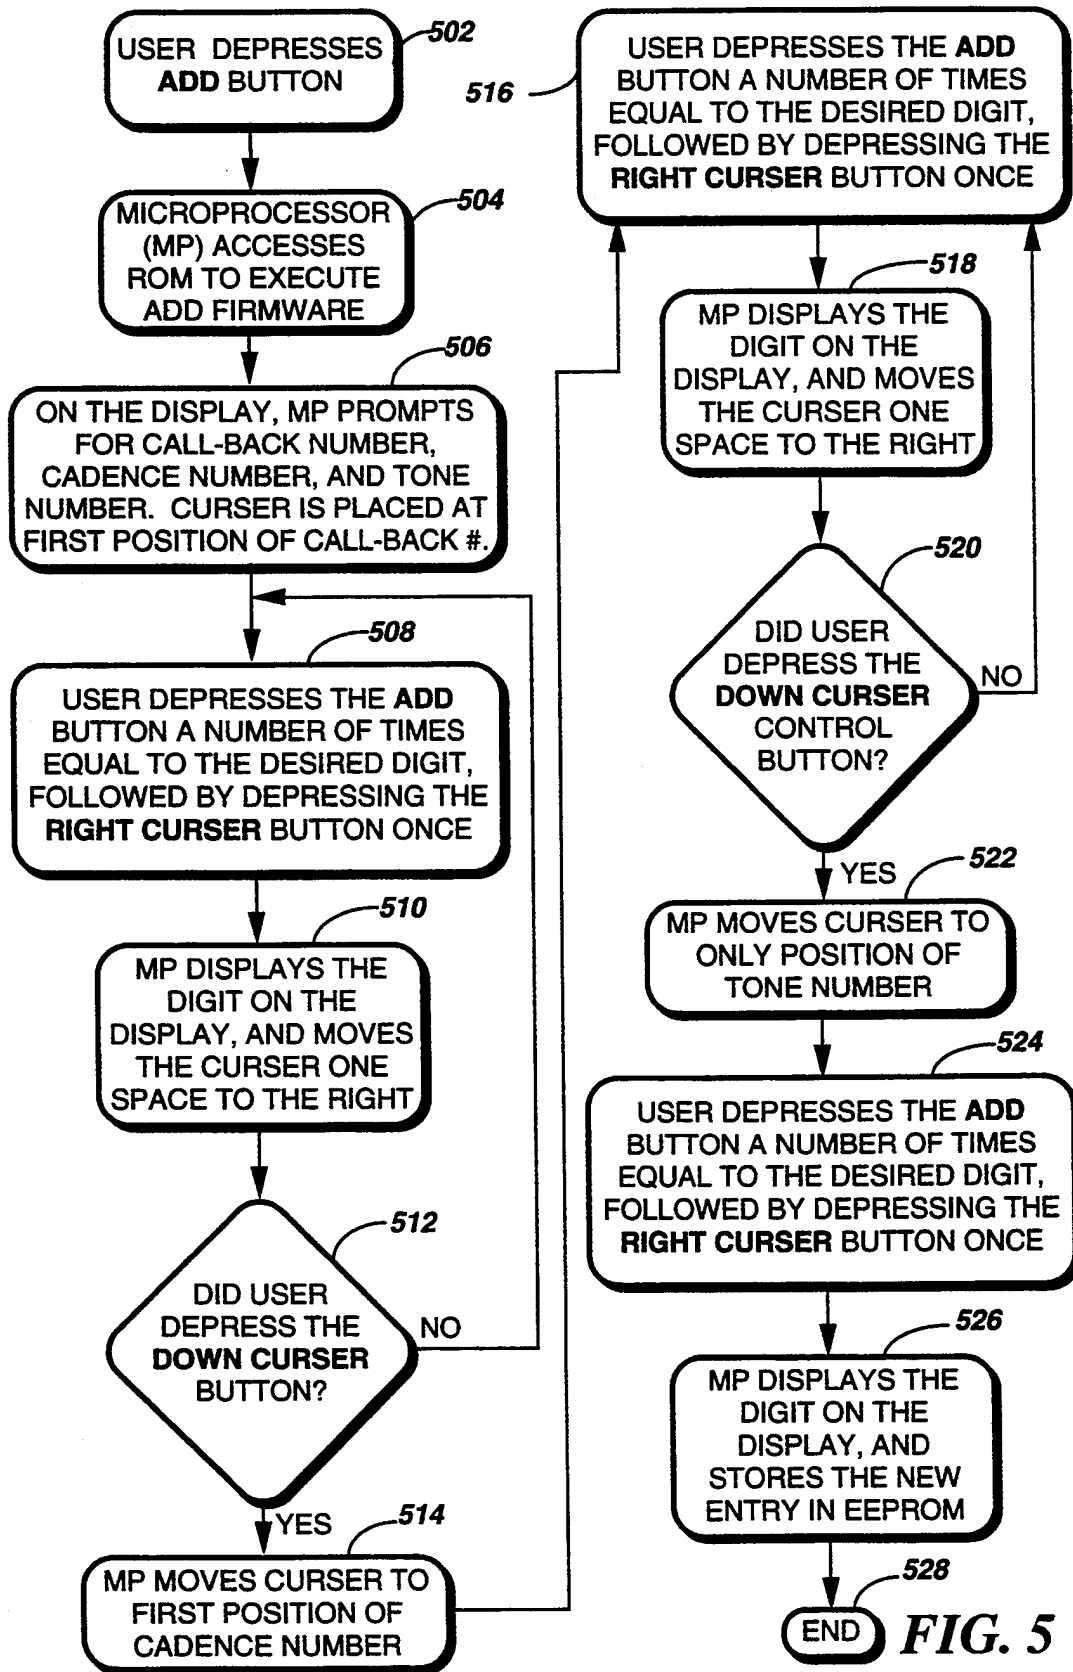 502
USER DEPRESSES
ADD BUTTON
504
MICROPROCESSOR
(MP) ACCESSES
ROM TO EXECUTE
ADD FIRMWARE
506
ON THE DISPLAY, MP PROMPTS
FOR CALL-BACK NUMBER,
CADENCE NUMBER, AND TONE
NUMBER. CURSER IS PLACED AT
FIRST POSITION OF CALL-BACK #.
508
USER DEPRESSES THE ADD
BUTTON A NUMBER OF TIMES
EQUAL TO THE DESIRED DIGIT,
FOLLOWED BY DEPRESSING THE
RIGHT CURSER BUTTON ONCE
510
MP DISPLAYS THE
DIGIT ON THE
DISPLAY, AND MOVES
THE CURSER ONE
SPACE TO THE RIGHT
512
DID USER
DEPRESS THE
DOWN CURSER
BUTTON?
NO
YES
514
MP MOVES CURSER TO
FIRST POSITION OF
CADENCE NUMBER
516
USER DEPRESSES THE ADD
BUTTON A NUMBER OF TIMES
EQUAL TO THE DESIRED DIGIT,
FOLLOWED BY DEPRESSING THE
RIGHT CURSER BUTTON ONCE
518
MP DISPLAYS THE
DIGIT ON THE
DISPLAY, AND MOVES
THE CURSER ONE
SPACE TO THE RIGHT
520
DID USER
DEPRESS THE
DOWN CURSER
CONTROL
BUTTON?
NO
YES
522
MP MOVES CURSER TO
ONLY POSITION OF
TONE NUMBER
524
USER DEPRESSES THE ADD
BUTTON A NUMBER OF TIMES
EQUAL TO THE DESIRED DIGIT,
FOLLOWED BY DEPRESSING THE
RIGHT CURSER BUTTON ONCE
526
MP DISPLAYS THE
DIGIT ON THE
DISPLAY, AND
STORES THE NEW
ENTRY IN EEPROM
528
END
FIG. 5